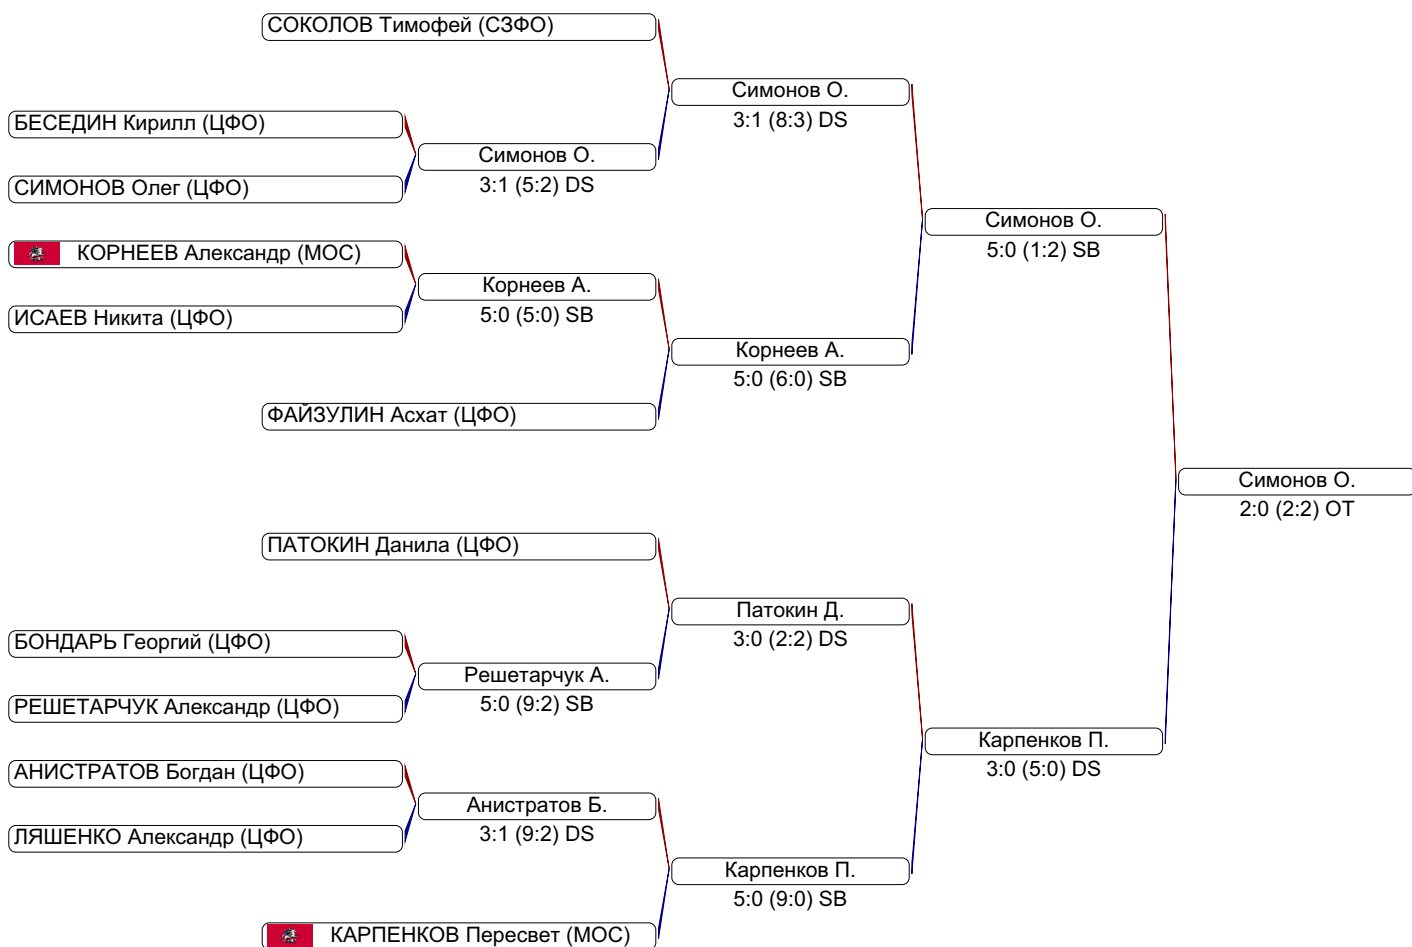 СОКОЛОВ Тимофей (СЗФО)
Симонов О.
3:1 (8:3) DS
БЕСЕДИН Кирилл (ЦФО)
Симонов О.
3:1 (5:2) DS
СИМОНОВ Олег (ЦФО)
Симонов О.
5:0 (1:2) SB
КОРНЕЕВ Александр (МОС)
Корнеев А.
5:0 (5:0) SB
ИСАЕВ Никита (ЦФО)
Корнеев А.
5:0 (6:0) SB
ФАЙЗУЛИН Асхат (ЦФО)
Симонов О.
2:0 (2:2) OT
ПАТОКИН Данила (ЦФО)
Патокин Д.
3:0 (2:2) DS
БОНДАРЬ Георгий (ЦФО)
Решетарчук А.
5:0 (9:2) SB
РЕШЕТАРЧУК Александр (ЦФО)
Карпенков П.
3:0 (5:0) DS
АНИСТРАТОВ Богдан (ЦФО)
Анистратов Б.
3:1 (9:2) DS
ЛЯШЕНКО Александр (ЦФО)
Карпенков П.
5:0 (9:0) SB
КАРПЕНКОВ Пересвет (МОС)